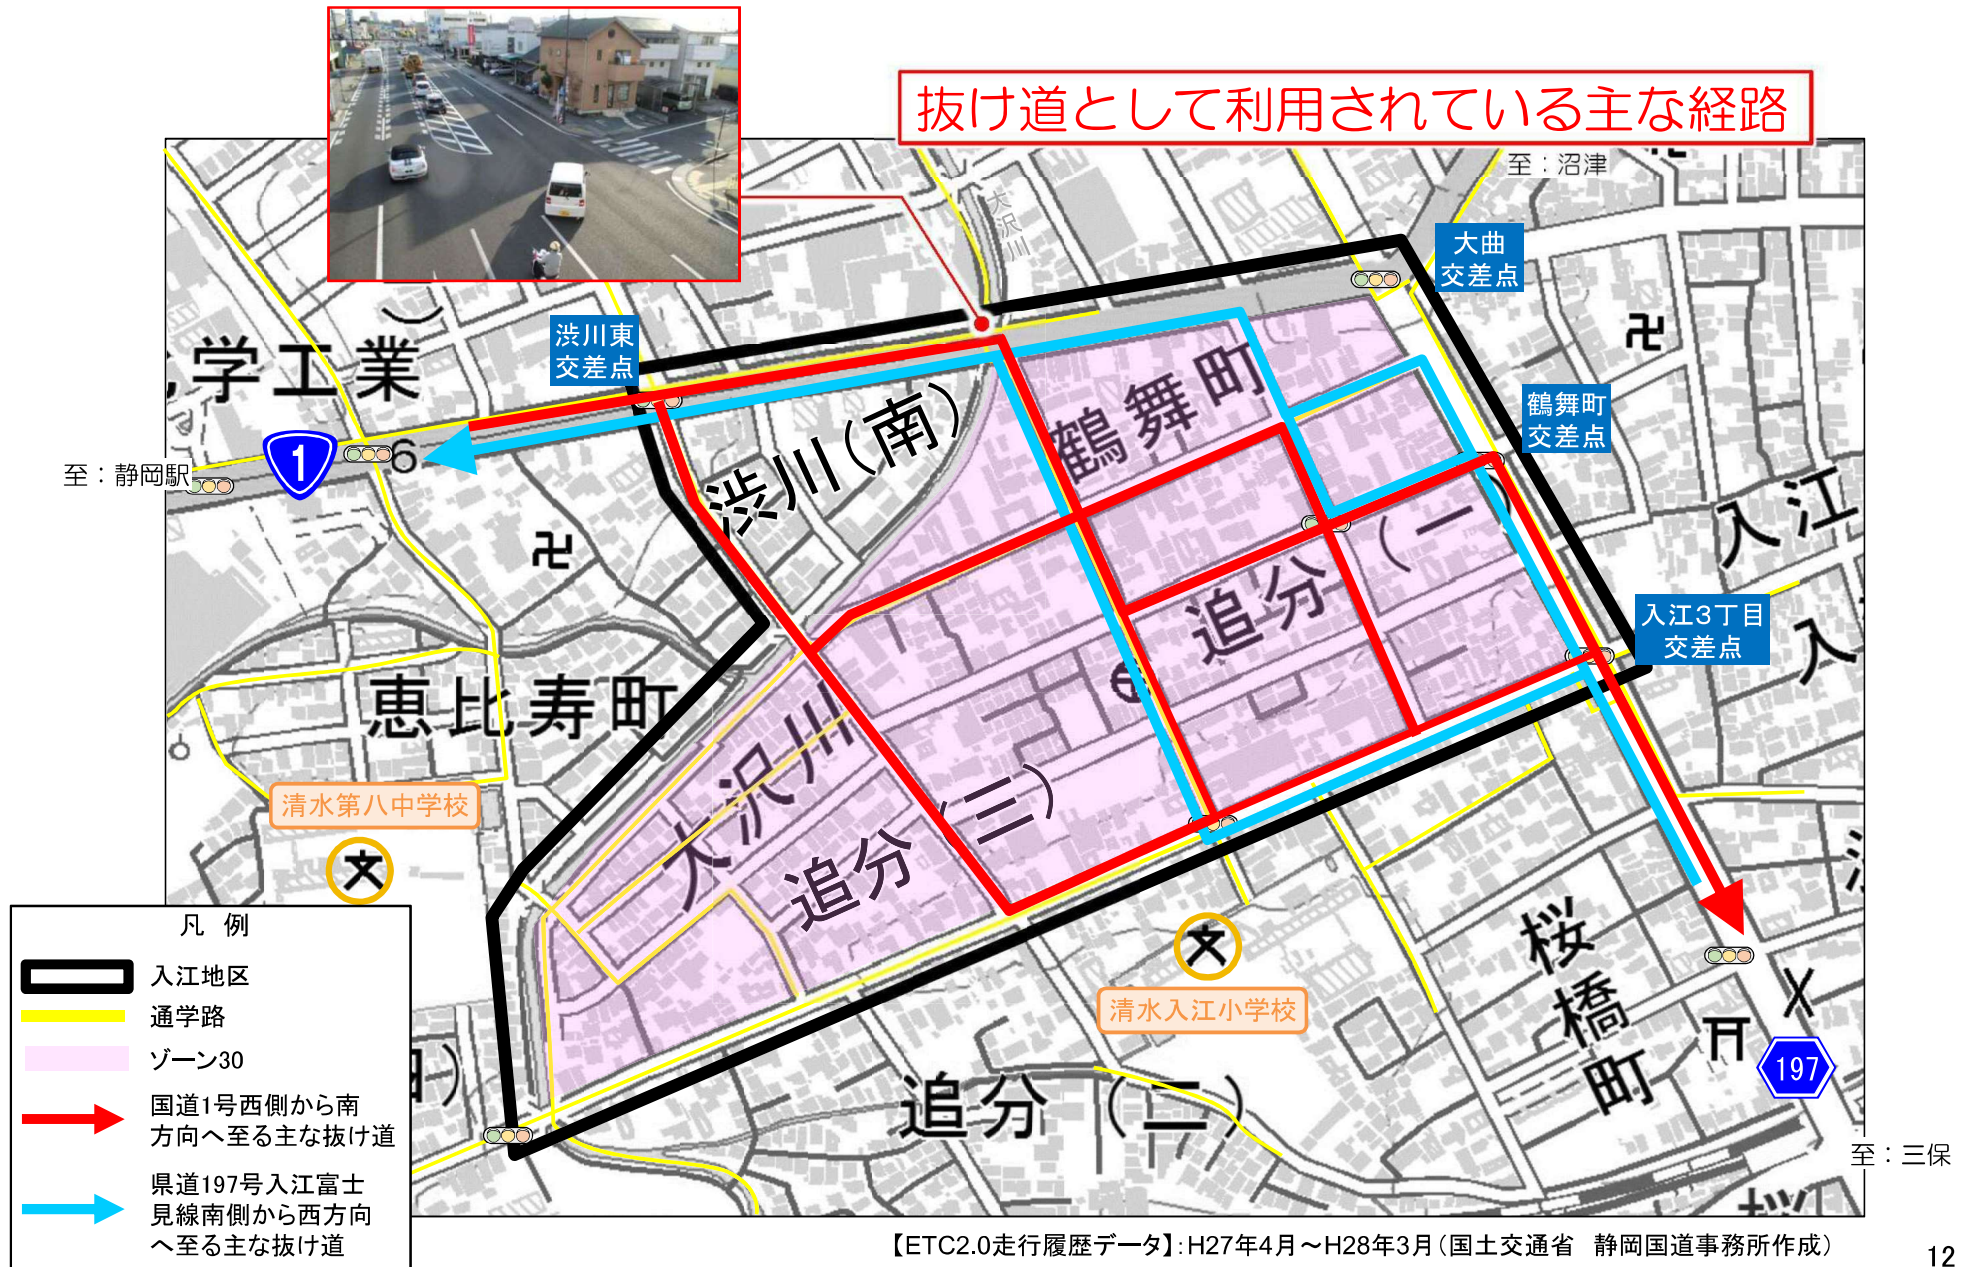 抜け道として利用されている主な経路
至：沼津
大沢川
大曲
交差点
渋川東
交差点
学工業
鶴舞町
鶴舞町
交差点
渋川(南)
1
6
至：静岡駅
入江
追分(一)
入江3丁目
交差点
入
恵比寿町
大沢川
追分(三)
清水第八中学校
文
文
清水入江小学校
桜橋町
197
追分(二)
至：三保
凡 例
入江地区
通学路
ゾーン30
国道1号西側から南
方向へ至る主な抜け道
県道197号入江富士
見線南側から西方向
へ至る主な抜け道
【ETC2.0走行履歴データ】：H27年4月～H28年3月（国土交通省 静岡国道事務所作成）
12